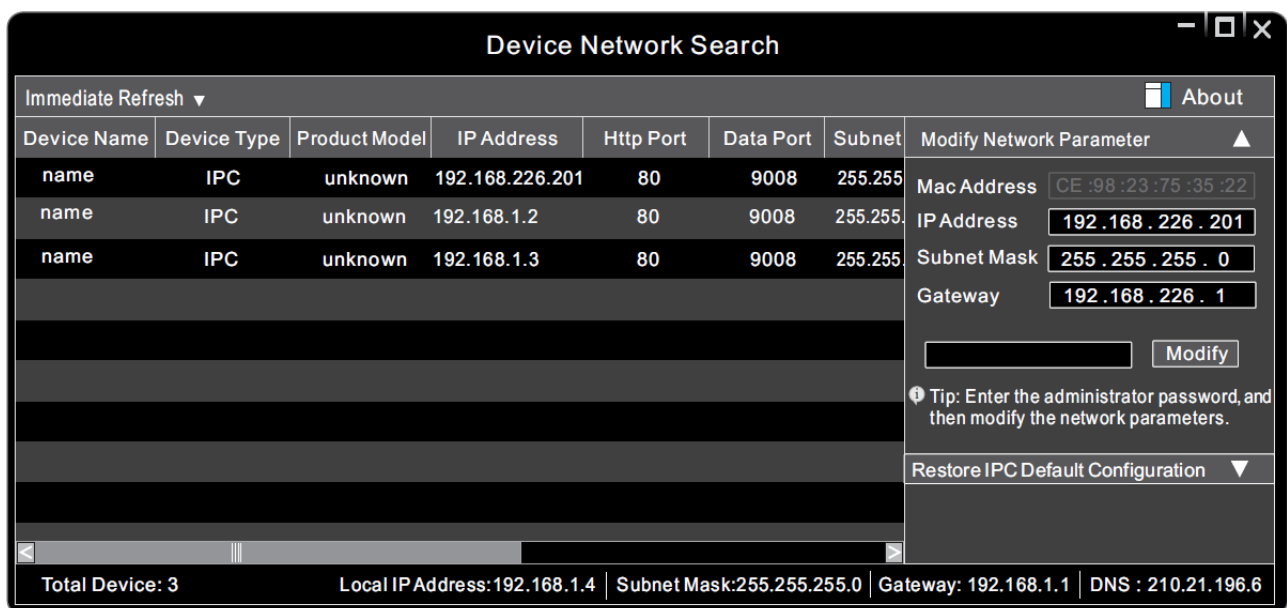 Device Network Search
Immediate Refresh ▼ About
Device Name Device Type Product Model IP Address Http Port Data Port Subnet Modify Network Parameter ▲
name IPC unknown 192.168.226.201 80 9008 255.255
name IPC unknown 192.168.1.2 80 9008 255.255.
name IPC unknown 192.168.1.3 80 9008 255.255.
Mac Address CE :98 :23 :75 :35 :22
IP Address 192 .168 . 226 . 201
Subnet Mask 255 . 255 . 255 . 0
Gateway 192 .168 . 226 . 1
Modify
Tip: Enter the administrator password, and
then modify the network parameters.
Restore IPC Default Configuration ▼
Total Device: 3 Local IP Address:192.168.1.4 Subnet Mask:255.255.255.0 Gateway: 192.168.1.1 DNS : 210.21.196.6